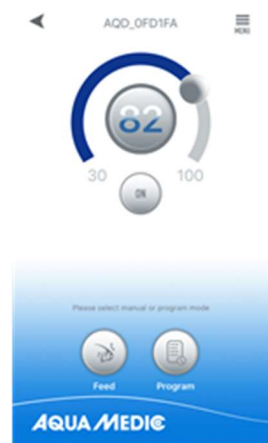 AQD_0FD1FA
MENU
82
30 100
ON
Please select manual or program mode
Feed Program
AQUA MEDIC